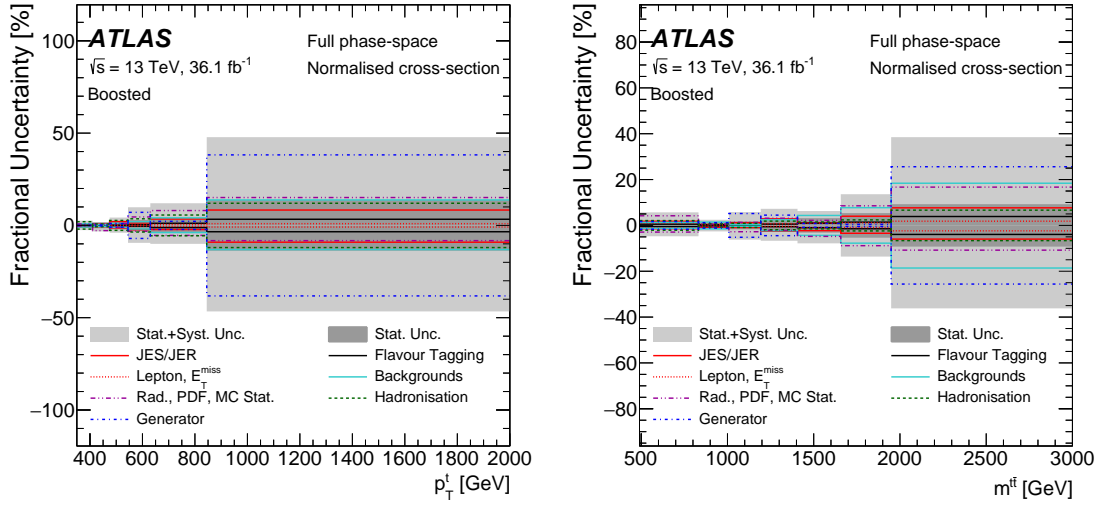 Fractional Uncertainty [%]
100
50
0
−50
−100
ATLAS
√s = 13 TeV, 36.1 fb⁻¹
Boosted
Full phase-space
Normalised cross-section
Stat.+Syst. Unc.
Stat. Unc.
JES/JER
Flavour Tagging
Lepton, E_T^miss
Backgrounds
Rad., PDF, MC Stat.
Hadronisation
Generator
400 600 800 1000 1200 1400 1600 1800 2000
p_T^t [GeV]
Fractional Uncertainty [%]
80
60
40
20
0
−20
−40
−60
−80
ATLAS
√s = 13 TeV, 36.1 fb⁻¹
Boosted
Full phase-space
Normalised cross-section
Stat.+Syst. Unc.
Stat. Unc.
JES/JER
Flavour Tagging
Lepton, E_T^miss
Backgrounds
Rad., PDF, MC Stat.
Hadronisation
Generator
500 1000 1500 2000 2500 3000
m^tt̄ [GeV]